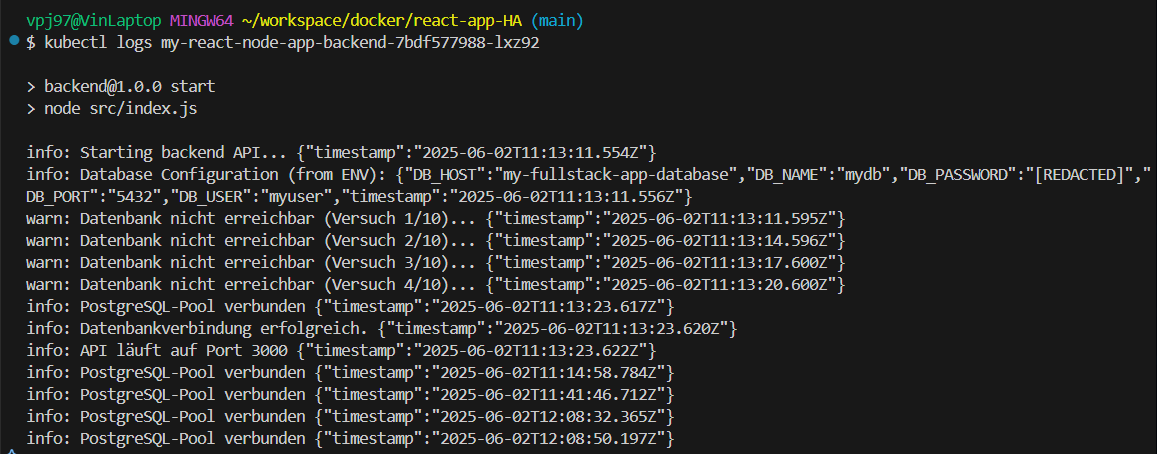 vpj97@VinLaptop MINGW64 ~/workspace/docker/react-app-HA (main)
$ kubectl logs my-react-node-app-backend-7bdf577988-lxz92
> backend@1.0.0 start
> node src/index.js
info: Starting backend API... {"timestamp":"2025-06-02T11:13:11.554Z"}
info: Database Configuration (from ENV): {"DB_HOST":"my-fullstack-app-database","DB_NAME":"mydb","DB_PASSWORD":"[REDACTED]","
DB_PORT":"5432","DB_USER":"myuser","timestamp":"2025-06-02T11:13:11.556Z"}
warn: Datenbank nicht erreichbar (Versuch 1/10)... {"timestamp":"2025-06-02T11:13:11.595Z"}
warn: Datenbank nicht erreichbar (Versuch 2/10)... {"timestamp":"2025-06-02T11:13:14.596Z"}
warn: Datenbank nicht erreichbar (Versuch 3/10)... {"timestamp":"2025-06-02T11:13:17.600Z"}
warn: Datenbank nicht erreichbar (Versuch 4/10)... {"timestamp":"2025-06-02T11:13:20.600Z"}
info: PostgreSQL-Pool verbunden {"timestamp":"2025-06-02T11:13:23.617Z"}
info: Datenbankverbindung erfolgreich. {"timestamp":"2025-06-02T11:13:23.620Z"}
info: API läuft auf Port 3000 {"timestamp":"2025-06-02T11:13:23.622Z"}
info: PostgreSQL-Pool verbunden {"timestamp":"2025-06-02T11:14:58.784Z"}
info: PostgreSQL-Pool verbunden {"timestamp":"2025-06-02T11:41:46.712Z"}
info: PostgreSQL-Pool verbunden {"timestamp":"2025-06-02T12:08:32.365Z"}
info: PostgreSQL-Pool verbunden {"timestamp":"2025-06-02T12:08:50.197Z"}